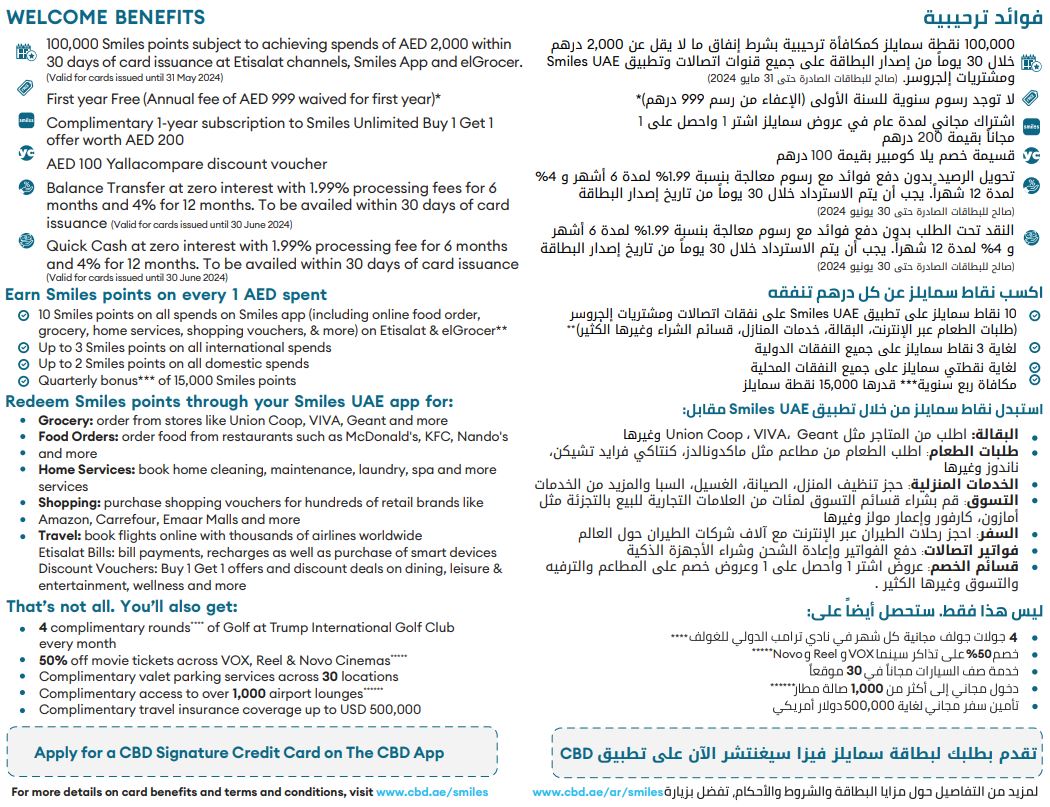 WELCOME BENEFITS
100,000 Smiles points subject to achieving spends of AED 2,000 within
30 days of card issuance at Etisalat channels, Smiles App and elGrocer.
(Valid for cards issued until 31 May 2024)
First year Free (Annual fee of AED 999 waived for first year)*
smiles
Complimentary 1-year subscription to Smiles Unlimited Buy 1 Get 1
offer worth AED 200
yc
AED 100 Yallacompare discount voucher
Balance Transfer at zero interest with 1.99% processing fees for 6
months and 4% for 12 months. To be availed within 30 days of card
issuance (Valid for cards issued until 30 June 2024)
Quick Cash at zero interest with 1.99% processing fee for 6 months
and 4% for 12 months. To be availed within 30 days of card issuance
(Valid for cards issued until 30 June 2024)
Earn Smiles points on every 1 AED spent
10 Smiles points on all spends on Smiles app (including online food order,
grocery, home services, shopping vouchers, & more) on Etisalat & elGrocer**
Up to 3 Smiles points on all international spends
Up to 2 Smiles points on all domestic spends
Quarterly bonus*** of 15,000 Smiles points
Redeem Smiles points through your Smiles UAE app for:
• Grocery: order from stores like Union Coop, VIVA, Geant and more
• Food Orders: order food from restaurants such as McDonald's, KFC, Nando's
• and more
• Home Services: book home cleaning, maintenance, laundry, spa and more
services
• Shopping: purchase shopping vouchers for hundreds of retail brands like
• Amazon, Carrefour, Emaar Malls and more
• Travel: book flights online with thousands of airlines worldwide
Etisalat Bills: bill payments, recharges as well as purchase of smart devices
Discount Vouchers: Buy 1 Get 1 offers and discount deals on dining, leisure &
entertainment, wellness and more
That's not all. You'll also get:
• 4 complimentary rounds**** of Golf at Trump International Golf Club
every month
• 50% off movie tickets across VOX, Reel & Novo Cinemas*****
• Complimentary valet parking services across 30 locations
• Complimentary access to over 1,000 airport lounges******
• Complimentary travel insurance coverage up to USD 500,000
Apply for a CBD Signature Credit Card on The CBD App
For more details on card benefits and terms and conditions, visit www.cbd.ae/smiles
فوائد ترحيبية
100,000 نقطة سمايلز كمكافأة ترحيبية بشرط إنفاق ما لا يقل عن 2,000 درهم
خلال 30 يوماً من إصدار البطاقة على جميع قنوات اتصالات وتطبيق Smiles UAE
ومشتريات إلجروسر. (صالح للبطاقات الصادرة حتى 31 مايو 2024)
لا توجد رسوم سنوية للسنة الأولى (الإعفاء من رسم 999 درهم)*
smiles
اشتراك مجاني لمدة عام في عروض سمايلز اشتر 1 واحصل على 1
مجاناً بقيمة 200 درهم
yc
قسيمة خصم يلا كومبير بقيمة 100 درهم
تحويل الرصيد بدون دفع فوائد مع رسوم معالجة بنسبة 1.99% لمدة 6 أشهر و 4%
لمدة 12 شهراً. يجب أن يتم الاسترداد خلال 30 يوماً من تاريخ إصدار البطاقة
(صالح للبطاقات الصادرة حتى 30 يونيو 2024)
النقد تحت الطلب بدون دفع فوائد مع رسوم معالجة بنسبة 1.99% لمدة 6 أشهر
و 4% لمدة 12 شهراً. يجب أن يتم الاسترداد خلال 30 يوماً من تاريخ إصدار البطاقة
(صالح للبطاقات الصادرة حتى 30 يونيو 2024)
اكسب نقاط سمايلز عن كل درهم تنفقه
10 نقاط سمايلز على تطبيق Smiles UAE على نفقات اتصالات ومشتريات إلجروسر
(طلبات الطعام عبر الإنترنت، البقالة، خدمات المنازل، قسائم الشراء وغيرها الكثير)**
لغاية 3 نقاط سمايلز على جميع النفقات الدولية
لغاية نقطتي سمايلز على جميع النفقات المحلية
مكافاة ربع سنوية*** قدرها 15,000 نقطة سمايلز
استبدل نقاط سمايلز من خلال تطبيق Smiles UAE مقابل:
• البقالة: اطلب من المتاجر مثل Union Coop ، VIVA، Geant وغيرها
• طلبات الطعام: اطلب الطعام من مطاعم مثل ماكدونالدز، كنتاكي فرايد تشيكن،
ناندوز وغيرها
• الخدمات المنزلية: حجز تنظيف المنزل، الصيانة، الغسيل، السبا والمزيد من الخدمات
• التسوق: قم بشراء قسائم التسوق لمئات من العلامات التجارية للبيع بالتجزئة مثل
أمازون، كارفور وإعمار مولز وغيرها
• السفر: احجز رحلات الطيران عبر الإنترنت مع آلاف شركات الطيران حول العالم
• فواتير اتصالات: دفع الفواتير وإعادة الشحن وشراء الأجهزة الذكية
• قسائم الخصم: عروض اشتر 1 واحصل على 1 وعروض خصم على المطاعم والترفيه
والتسوق وغيرها الكثير .
ليس هذا فقط. ستحصل أيضاً على:
• 4 جولات جولف مجانية كل شهر في نادي ترامب الدولي للغولف****
• خصم 50% على تذاكر سينما VOX و Reel و Novo*****
• خدمة صف السيارات مجاناً في 30 موقعاً
• دخول مجاني إلى أكثر من 1,000 صالة مطار******
• تأمين سفر مجاني لغاية 500,000 دولار أمريكي
تقدم بطلبك لبطاقة سمايلز فيزا سيغنتشر الآن على تطبيق CBD
لمزيد من التفاصيل حول مزايا البطاقة والشروط والأحكام، تفضل بزيارة www.cbd.ae/ar/smiles